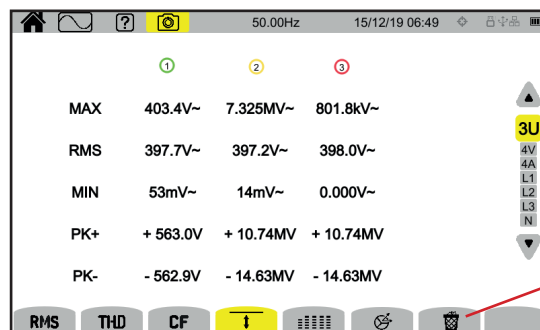 ? 50.00Hz 15/12/19 06:49
1 2 3
MAX 403.4V~ 7.325MV~ 801.8kV~
RMS 397.7V~ 397.2V~ 398.0V~
MIN 53mV~ 14mV~ 0.000V~
PK+ + 563.0V + 10.74MV + 10.74MV
PK- - 562.9V - 14.63MV - 14.63MV
3U
4V
4A
L1
L2
L3
N
RMS THD CF